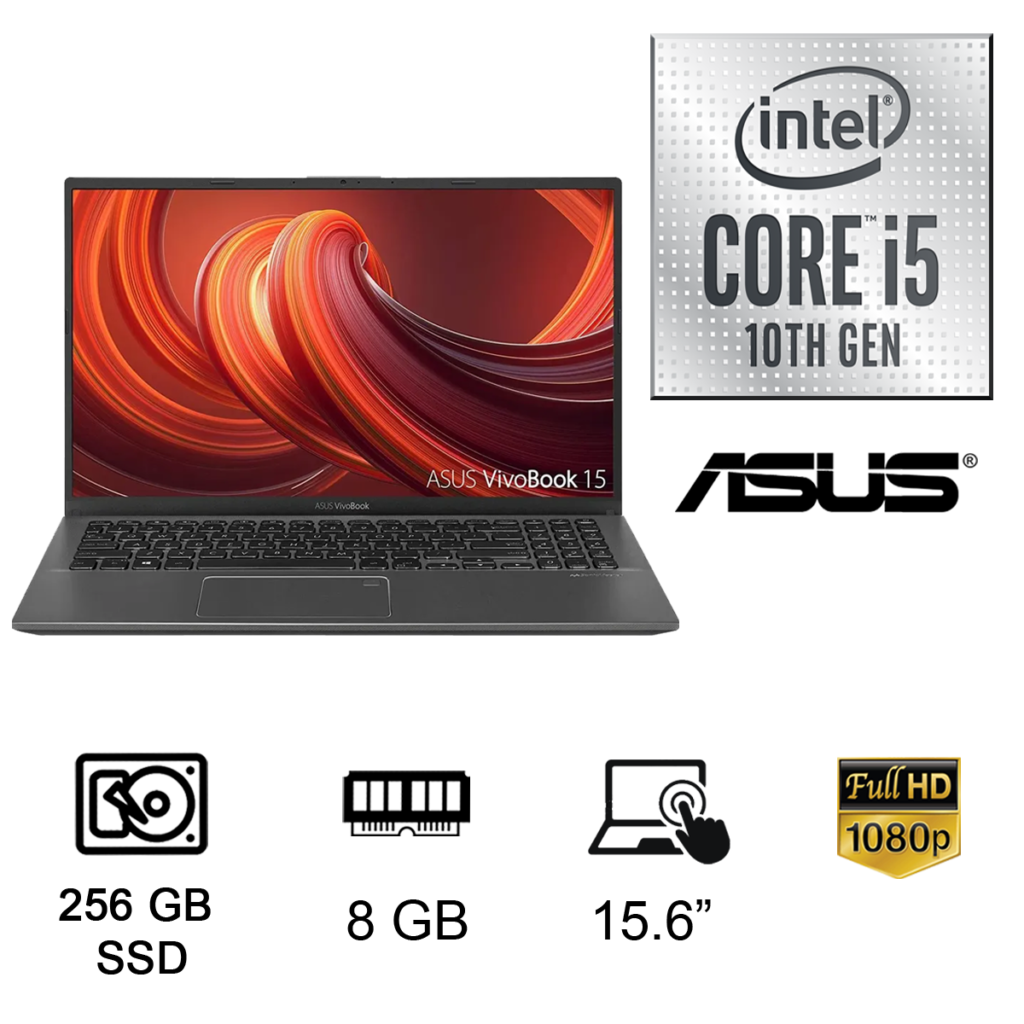 intel®
CORE™ i5
10TH GEN
ASUS VivoBook 15
ASUS VivoBook
ASUS®
256 GB
SSD
8 GB
15.6”
Full HD
1080p